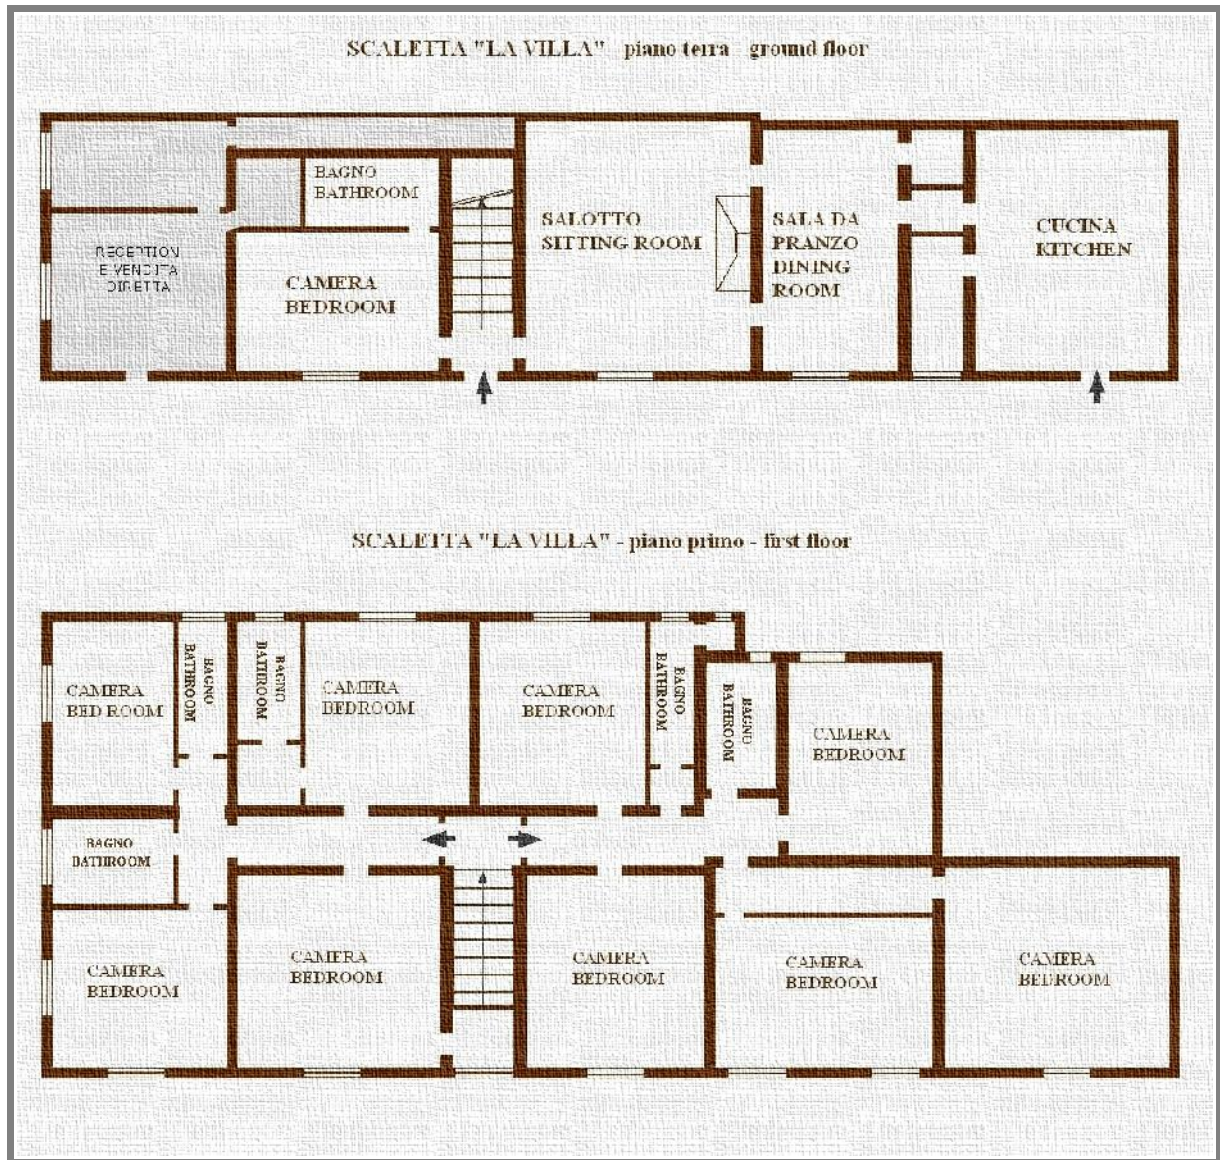 SCALETTA "LA VILLA" - piano terra - ground floor
BAGNO
BATHROOM
RECEPTION
E VENDITA
DIRETTA
CAMERA
BEDROOM
SALOTTO
SITTING ROOM
SALA DA
PRANZO
DINING
ROOM
CUCINA
KITCHEN
SCALETTA "LA VILLA" - piano primo - first floor
CAMERA
BED ROOM
BAGNO
BATHROOM
BAGNO
BATHROOM
CAMERA
BEDROOM
CAMERA
BEDROOM
BAGNO
BATHROOM
BAGNO
BATHROOM
CAMERA
BEDROOM
BAGNO
BATHROOM
CAMERA
BEDROOM
CAMERA
BEDROOM
CAMERA
BEDROOM
CAMERA
BEDROOM
CAMERA
BEDROOM